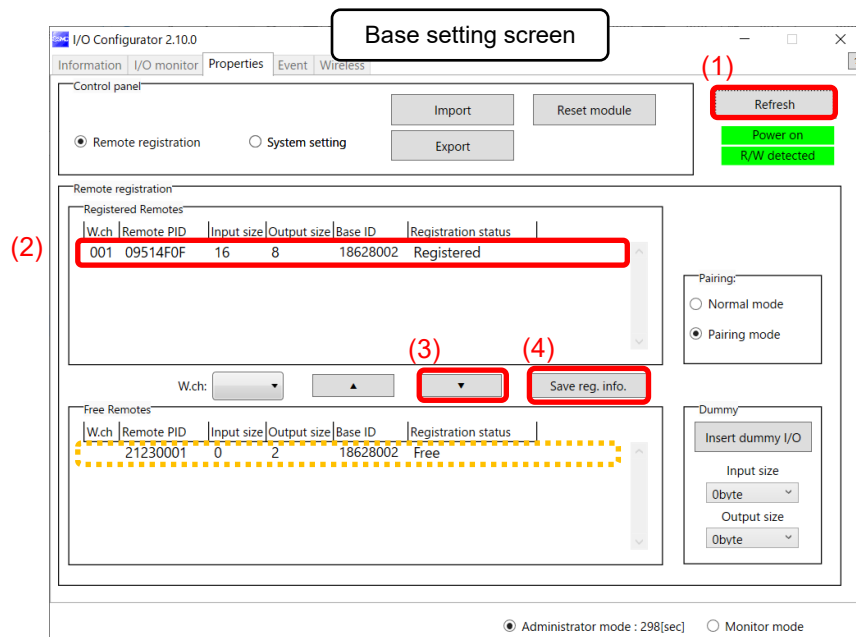 Base setting screen
I/O Configurator 2.10.0
Information I/O monitor Properties Event Wireless
(1)
Control panel
Import Reset module Refresh
Remote registration System setting Export
Power on
R/W detected
Remote registration
Registered Remotes
W.ch Remote PID Input size Output size Base ID Registration status
(2)
001 09514F0F 16 8 18628002 Registered
Pairing:
Normal mode
Pairing mode
(3) (4)
W.ch: ▼ ▲ ▼ Save reg. info.
Free Remotes
W.ch Remote PID Input size Output size Base ID Registration status
21230001 0 2 18628002 Free
Dummy
Insert dummy I/O
Input size
0byte
Output size
0byte
Administrator mode : 298[sec] Monitor mode